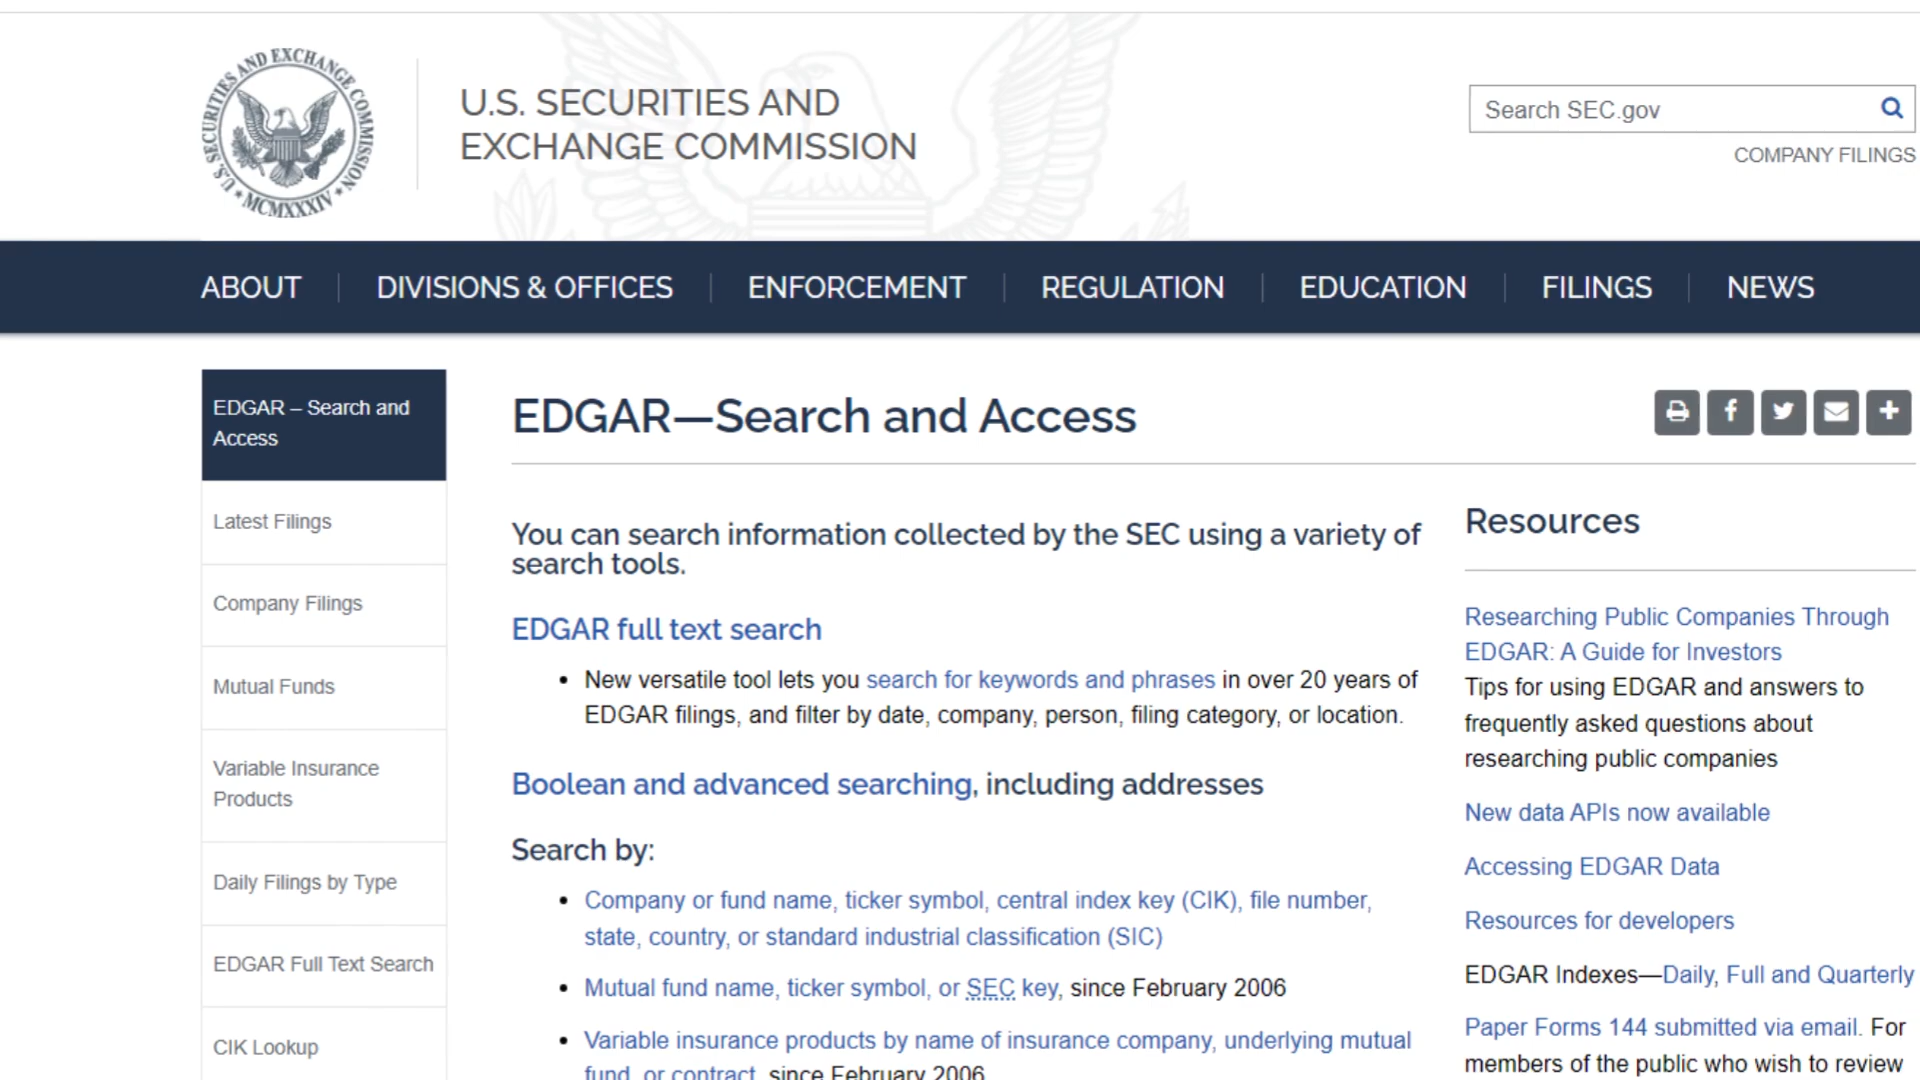 U.S. SECURITIES AND EXCHANGE COMMISSION
MCMXXXIV
U.S. SECURITIES AND
EXCHANGE COMMISSION
Search SEC.gov
COMPANY FILINGS
ABOUT
DIVISIONS & OFFICES
ENFORCEMENT
REGULATION
EDUCATION
FILINGS
NEWS
EDGAR – Search and
Access
Latest Filings
Company Filings
Mutual Funds
Variable Insurance
Products
Daily Filings by Type
EDGAR Full Text Search
CIK Lookup
EDGAR—Search and Access
You can search information collected by the SEC using a variety of
search tools.
EDGAR full text search
• New versatile tool lets you search for keywords and phrases in over 20 years of
EDGAR filings, and filter by date, company, person, filing category, or location.
Boolean and advanced searching, including addresses
Search by:
• Company or fund name, ticker symbol, central index key (CIK), file number,
state, country, or standard industrial classification (SIC)
• Mutual fund name, ticker symbol, or SEC key, since February 2006
• Variable insurance products by name of insurance company, underlying mutual
fund, or contract, since February 2006
Resources
Researching Public Companies Through
EDGAR: A Guide for Investors
Tips for using EDGAR and answers to
frequently asked questions about
researching public companies
New data APIs now available
Accessing EDGAR Data
Resources for developers
EDGAR Indexes—Daily, Full and Quarterly
Paper Forms 144 submitted via email. For
members of the public who wish to review